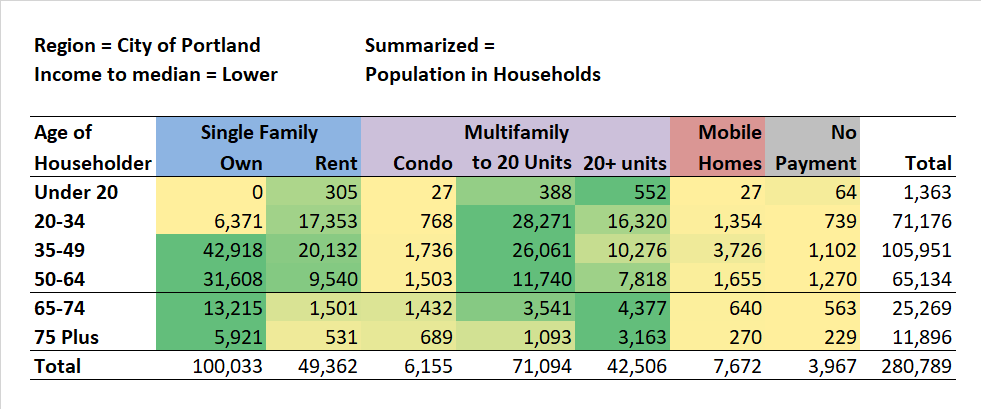 Region = City of Portland Summarized =
Income to median = Lower Population in Households
Age of Single Family Multifamily Mobile No
Householder Own Rent Condo to 20 Units 20+ units Homes Payment Total
Under 20 0 305 27 388 552 27 64 1,363
20-34 6,371 17,353 768 28,271 16,320 1,354 739 71,176
35-49 42,918 20,132 1,736 26,061 10,276 3,726 1,102 105,951
50-64 31,608 9,540 1,503 11,740 7,818 1,655 1,270 65,134
65-74 13,215 1,501 1,432 3,541 4,377 640 563 25,269
75 Plus 5,921 531 689 1,093 3,163 270 229 11,896
Total 100,033 49,362 6,155 71,094 42,506 7,672 3,967 280,789